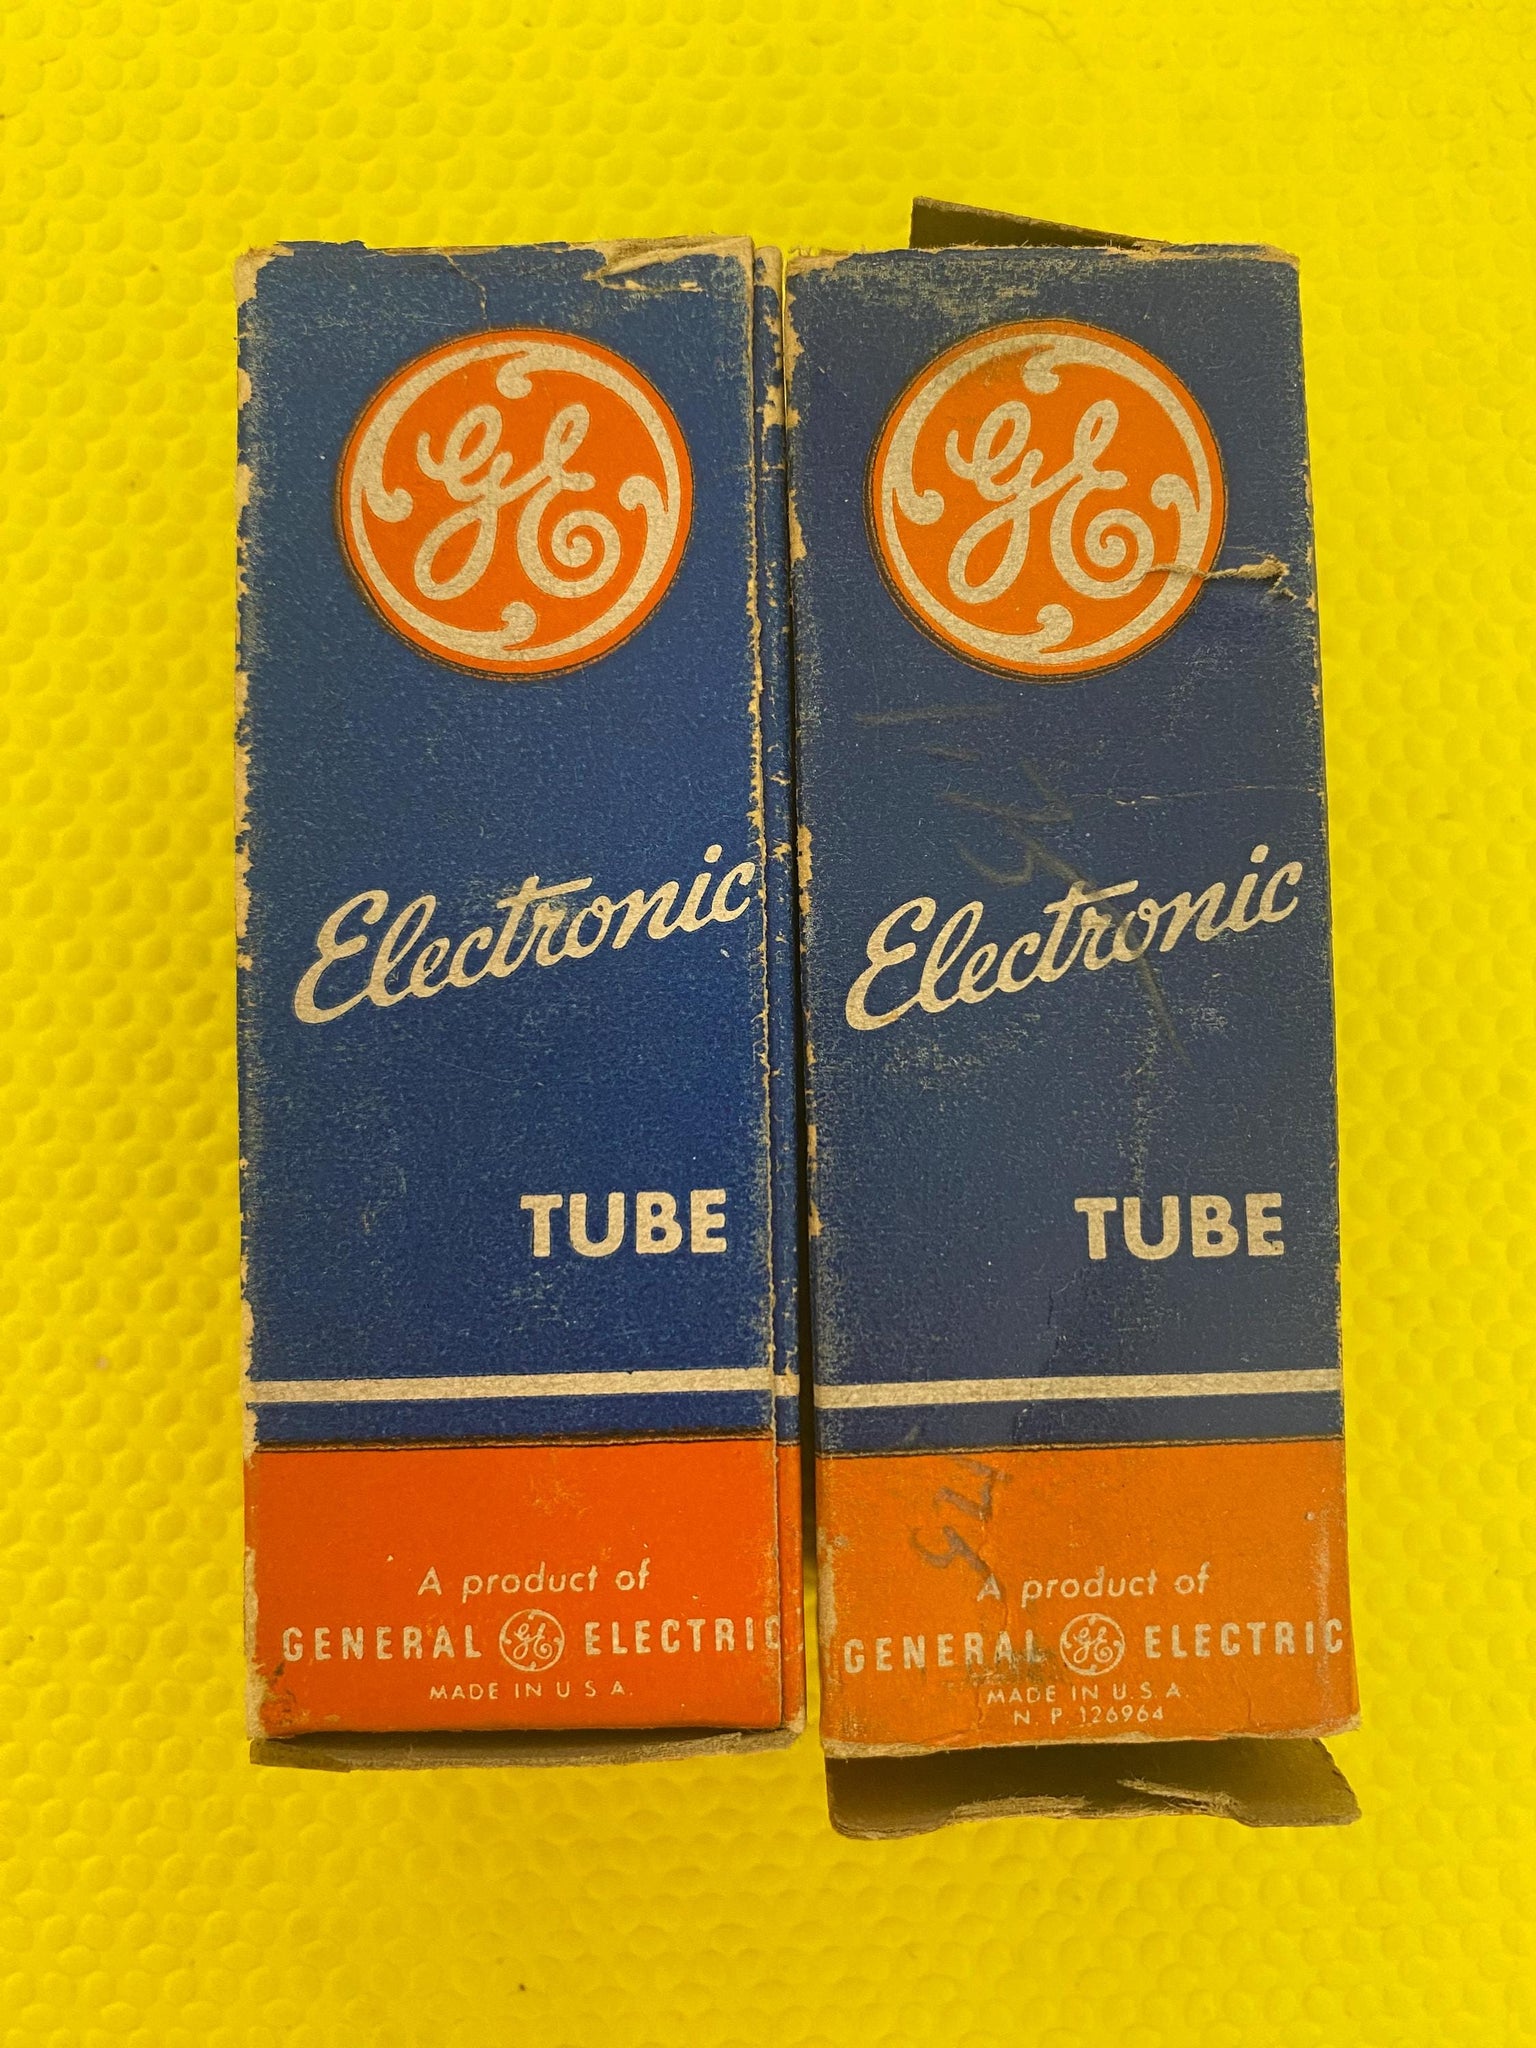 GE
Electronic
TUBE
A product of
GENERAL GE ELECTRIC
MADE IN U S A.
GE
Electronic
TUBE
A product of
GENERAL GE ELECTRIC
MADE IN U.S.A.
N. P. 126964